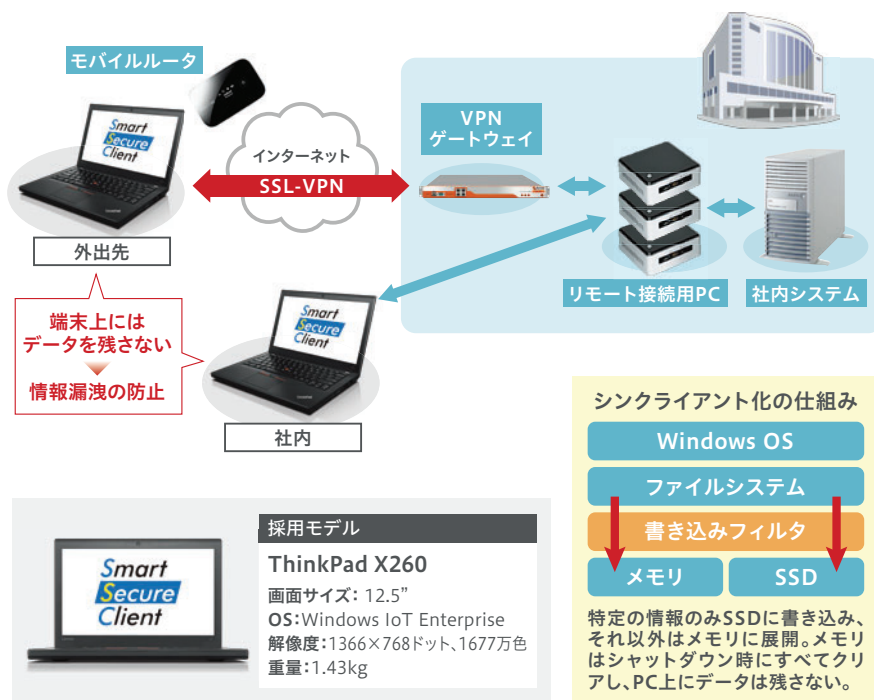 モバイルルータ
Smart
Secure
Client
外出先
インターネット
SSL-VPN
VPN
ゲートウェイ
リモート接続用PC
社内システム
端末上には
データを残さない
情報漏洩の防止
Smart
Secure
Client
社内
シンクライアント化の仕組み
Windows OS
ファイルシステム
書き込みフィルタ
メモリ
SSD
特定の情報のみSSDに書き込み、
それ以外はメモリに展開。メモリ
はシャットダウン時にすべてクリ
アし、PC上にデータは残さない。
Smart
Secure
Client
採用モデル
ThinkPad X260
画面サイズ：12.5”
OS：Windows IoT Enterprise
解像度：1366×768ドット、1677万色
重量：1.43kg